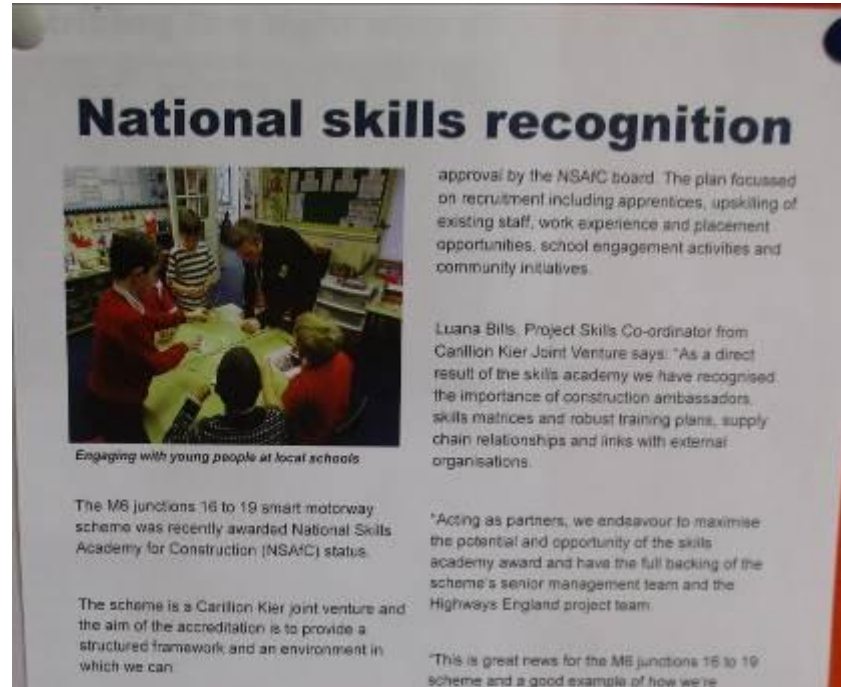 National skills recognition
Engaging with young people at local schools
The M6 junctions 16 to 19 smart motorway
scheme was recently awarded National Skills
Academy for Construction (NSAfC) status.
The scheme is a Carillion Kier joint venture and
the aim of the accreditation is to provide a
structured framework and an environment in
which we can
approval by the NSAfC board. The plan focussed
on recruitment including apprentices, upskilling of
existing staff, work experience and placement
opportunities, school engagement activities and
community initiatives.
Luana Bills, Project Skills Co-ordinator from
Carillion Kier Joint Venture says: "As a direct
result of the skills academy we have recognised
the importance of construction ambassadors,
skills matrices and robust training plans, supply
chain relationships and links with external
organisations.
"Acting as partners, we endeavour to maximise
the potential and opportunity of the skills
academy award and have the full backing of the
scheme's senior management team and the
Highways England project team.
"This is great news for the M6 junctions 16 to 19
scheme and a good example of how we're